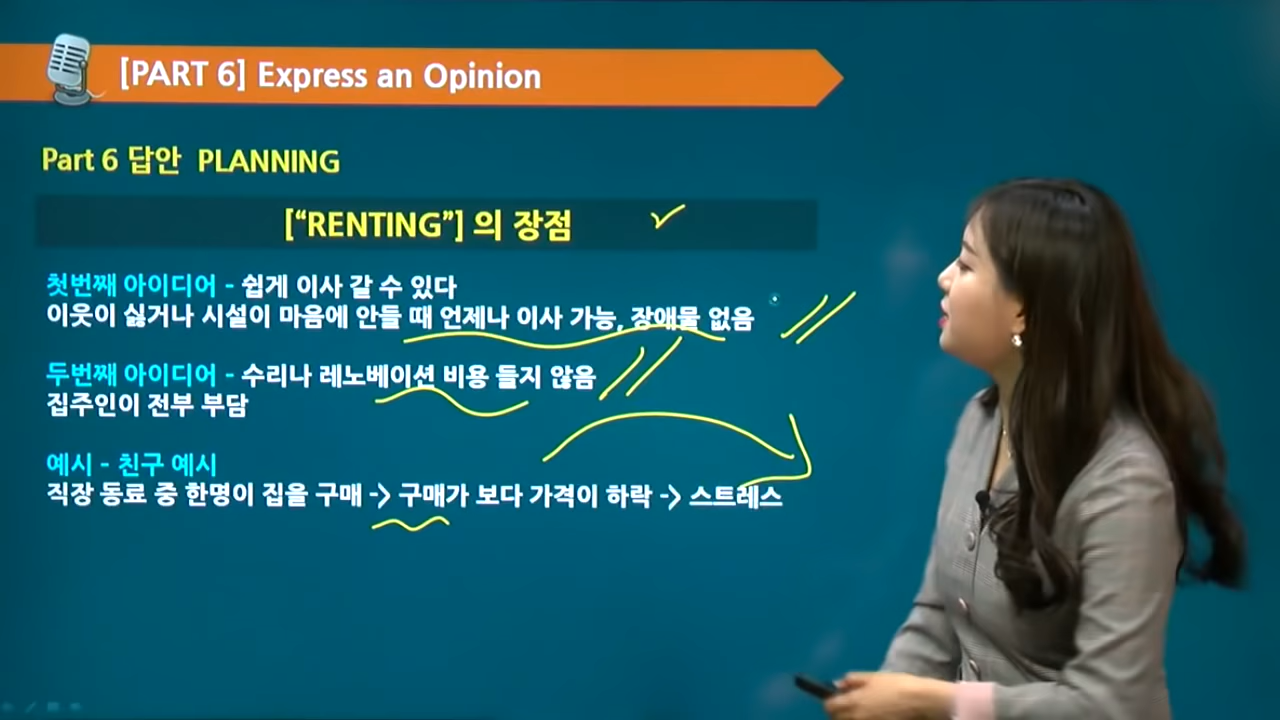 [PART 6] Express an Opinion
Part 6 답안 PLANNING
[“RENTING”] 의 장점
첫번째 아이디어 - 쉽게 이사 갈 수 있다
이웃이 싫거나 시설이 마음에 안들 때 언제나 이사 가능, 장애물 없음
두번째 아이디어 - 수리나 레노베이션 비용 들지 않음
집주인이 전부 부담
예시 - 친구 예시
직장 동료 중 한명이 집을 구매 -> 구매가 보다 가격이 하락 -> 스트레스